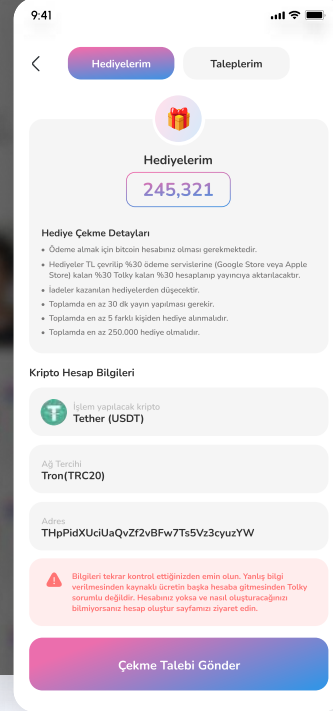 9:41
Hediyelerim Taleplerim
Hediyelerim
245,321
Hediye Çekme Detayları
• Ödeme almak için bitcoin hesabınız olması gerekmektedir.
• Hediyeler TL çevrilip %30 ödeme servislerine (Google Store veya Apple
Store) kalan %30 Tolky kalan %30 hesaplanıp yayıncıya aktarılacaktır.
• İadeler kazanılan hediyelerden düşecektir.
• Toplamda en az 30 dk yayın yapılması gerekir.
• Toplamda en az 5 farklı kişiden hediye alınmalıdır.
• Toplamda en az 250.000 hediye olmalıdır.
Kripto Hesap Bilgileri
İşlem yapılacak kripto
Tether (USDT)
Ağ Tercihi
Tron(TRC20)
Adres
THpPidXUciUaQvZf2vBFw7Ts5Vz3cyuzYW
Bilgileri tekrar kontrol ettiğinizden emin olun. Yanlış bilgi
verilmesinden kaynaklı ücretin başka hesaba gitmesinden Tolky
sorumlu değildir. Hesabınız yoksa ve nasıl oluşturacağınızı
bilmiyorsanız hesap oluştur sayfamızı ziyaret edin.
Çekme Talebi Gönder